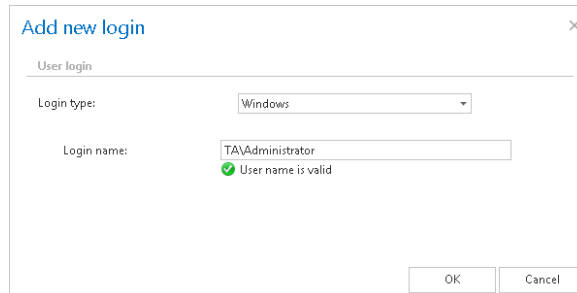 Add new login
User login
Login type: Windows
Login name: TA\Administrator
User name is valid
OK Cancel